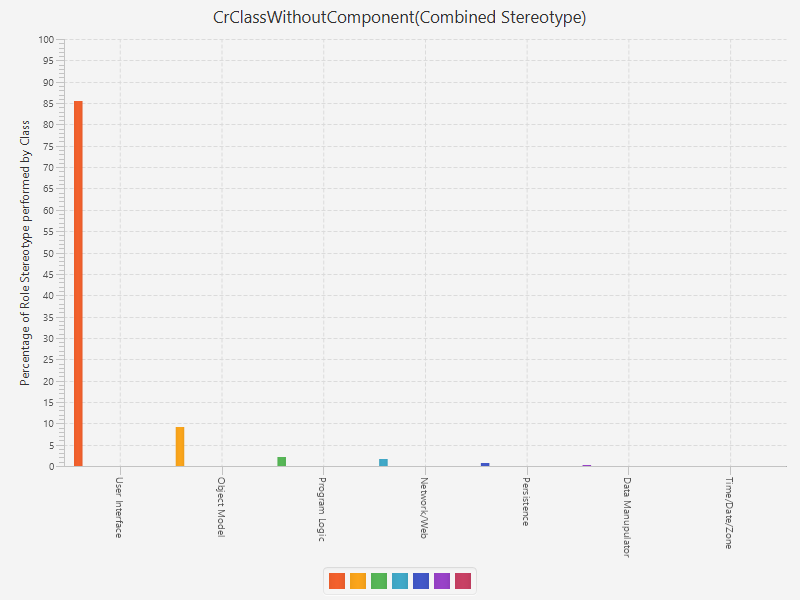 CrClassWithoutComponent(Combined Stereotype)
Percentage of Role Stereotype performed by Class
100
95
90
85
80
75
70
65
60
55
50
45
40
35
30
25
20
15
10
5
0
User Interface
Object Model
Program Logic
Network/Web
Persistence
Data Manupulator
Time/Date/Zone